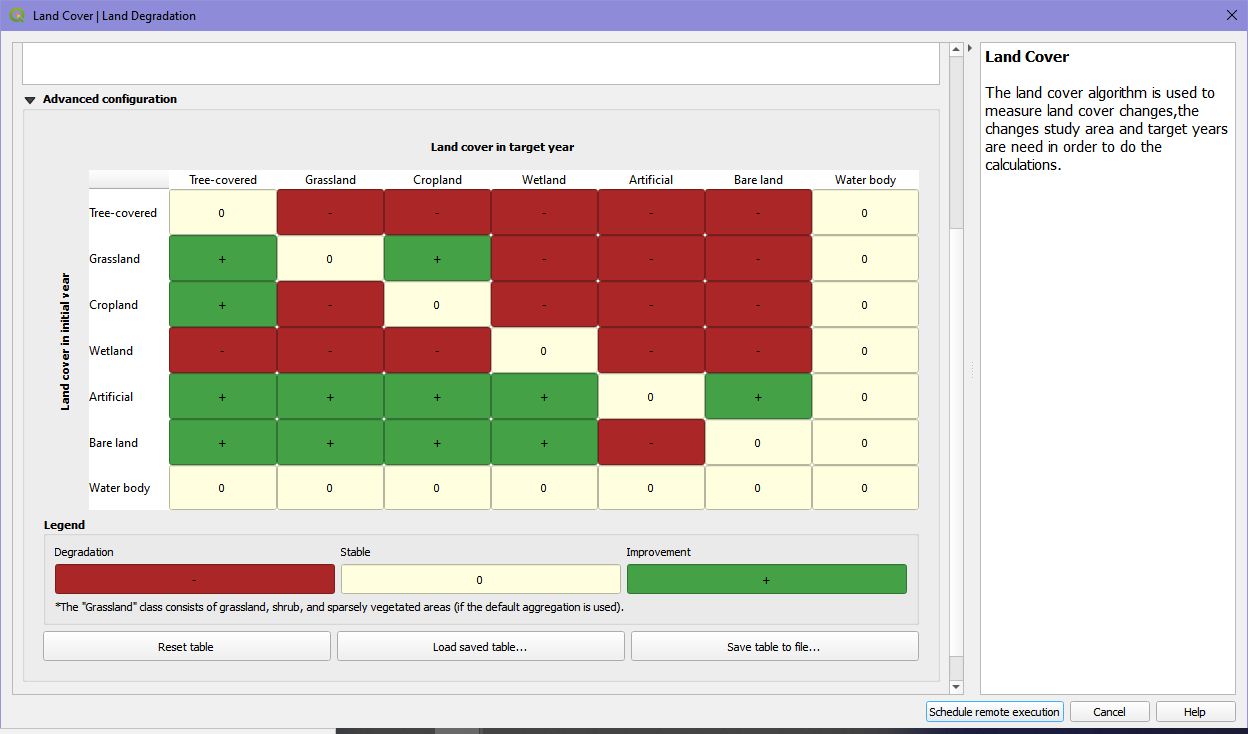 Land Cover | Land Degradation
Advanced configuration
Land cover in target year
Tree-covered Grassland Cropland Wetland Artificial Bare land Water body
Land cover in initial year
Tree-covered 0 - - - - - 0
Grassland + 0 + - - - 0
Cropland + - 0 - - - 0
Wetland - - - 0 - - 0
Artificial + + + + 0 + 0
Bare land + + + + - 0 0
Water body 0 0 0 0 0 0 0
Legend
Degradation Stable Improvement
- 0 +
*The "Grassland" class consists of grassland, shrub, and sparsely vegetated areas (if the default aggregation is used).
Reset table Load saved table... Save table to file...
Land Cover
The land cover algorithm is used to
measure land cover changes,the
changes study area and target years
are need in order to do the
calculations.
Schedule remote execution Cancel Help